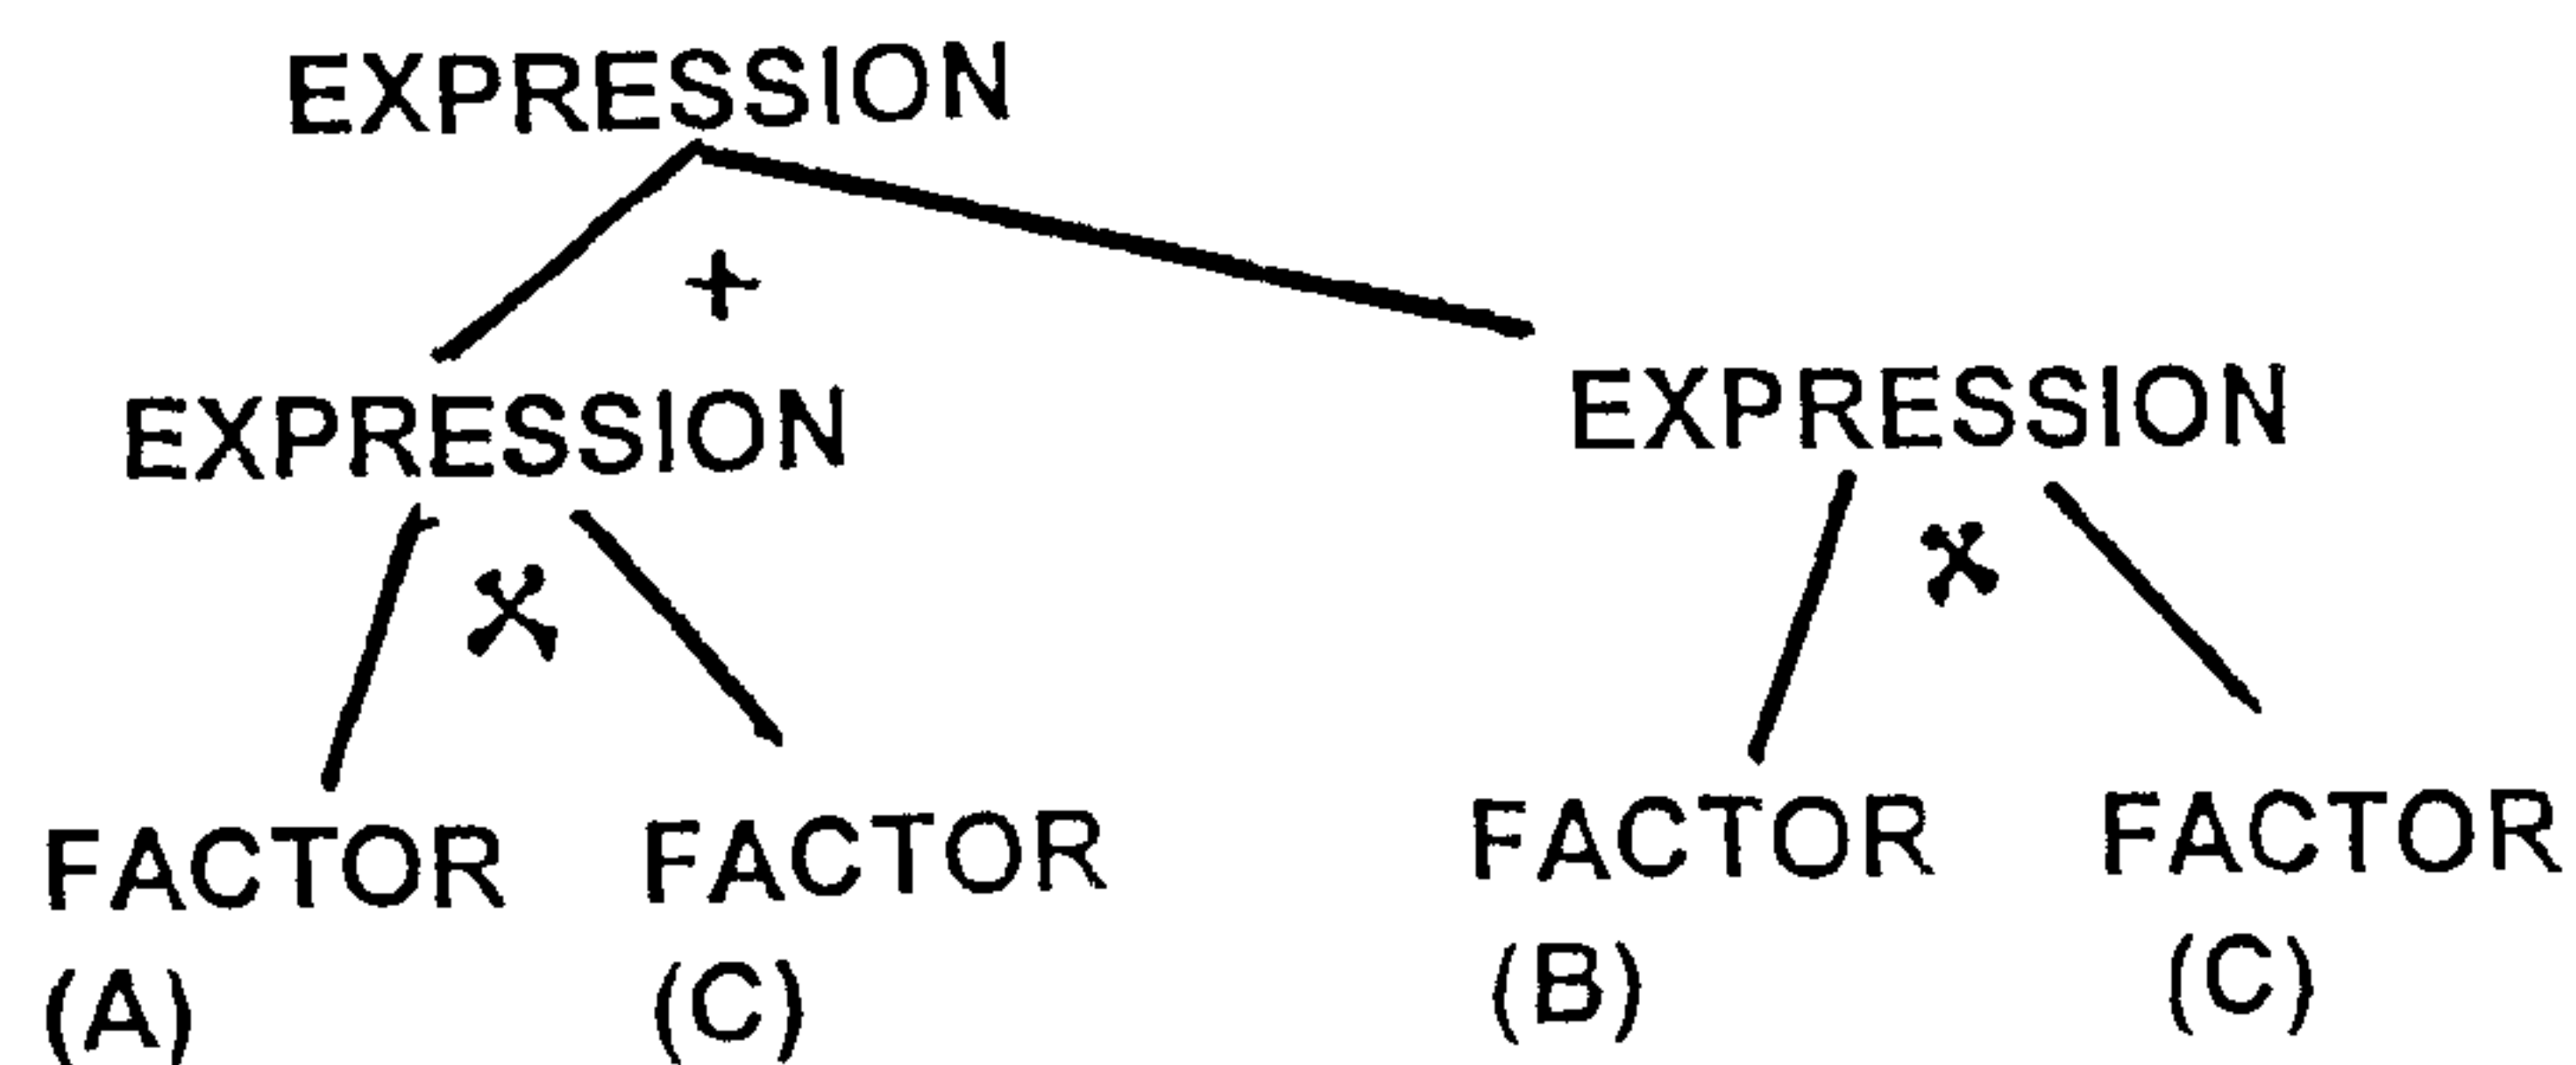 EXPRESSION
+
EXPRESSION EXPRESSION
× ×
FACTOR FACTOR FACTOR FACTOR
(A) (C) (B) (C)